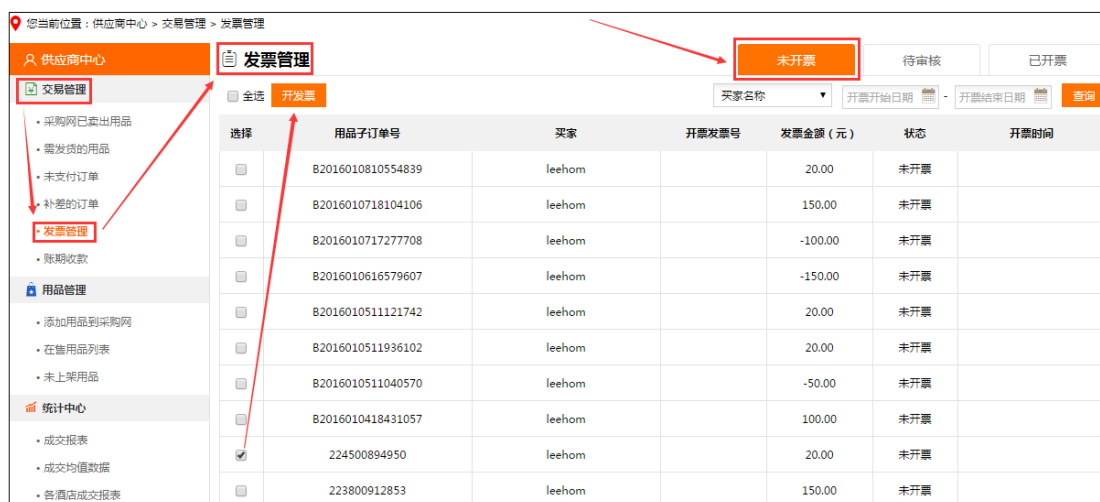 您当前位置：供应商中心 > 交易管理 > 发票管理
供应商中心
交易管理
• 采购网已卖出用品
• 需发货的用品
• 未支付订单
• 补差的订单
• 发票管理
• 账期收款
用品管理
• 添加用品到采购网
• 在售用品列表
• 未上架用品
统计中心
• 成交报表
• 成交均值数据
• 各酒店成交报表
发票管理
未开票 待审核 已开票
全选 开发票 买家名称 开票开始日期 - 开票结束日期 查询
选择 用品子订单号 买家 开票发票号 发票金额（元） 状态 开票时间
B2016010810554839 leehom 20.00 未开票
B2016010718104106 leehom 150.00 未开票
B2016010717277708 leehom -100.00 未开票
B2016010616579607 leehom -150.00 未开票
B2016010511121742 leehom 20.00 未开票
B2016010511936102 leehom 20.00 未开票
B2016010511040570 leehom -50.00 未开票
B2016010418431057 leehom 100.00 未开票
224500894950 leehom 20.00 未开票
223800912853 leehom 150.00 未开票